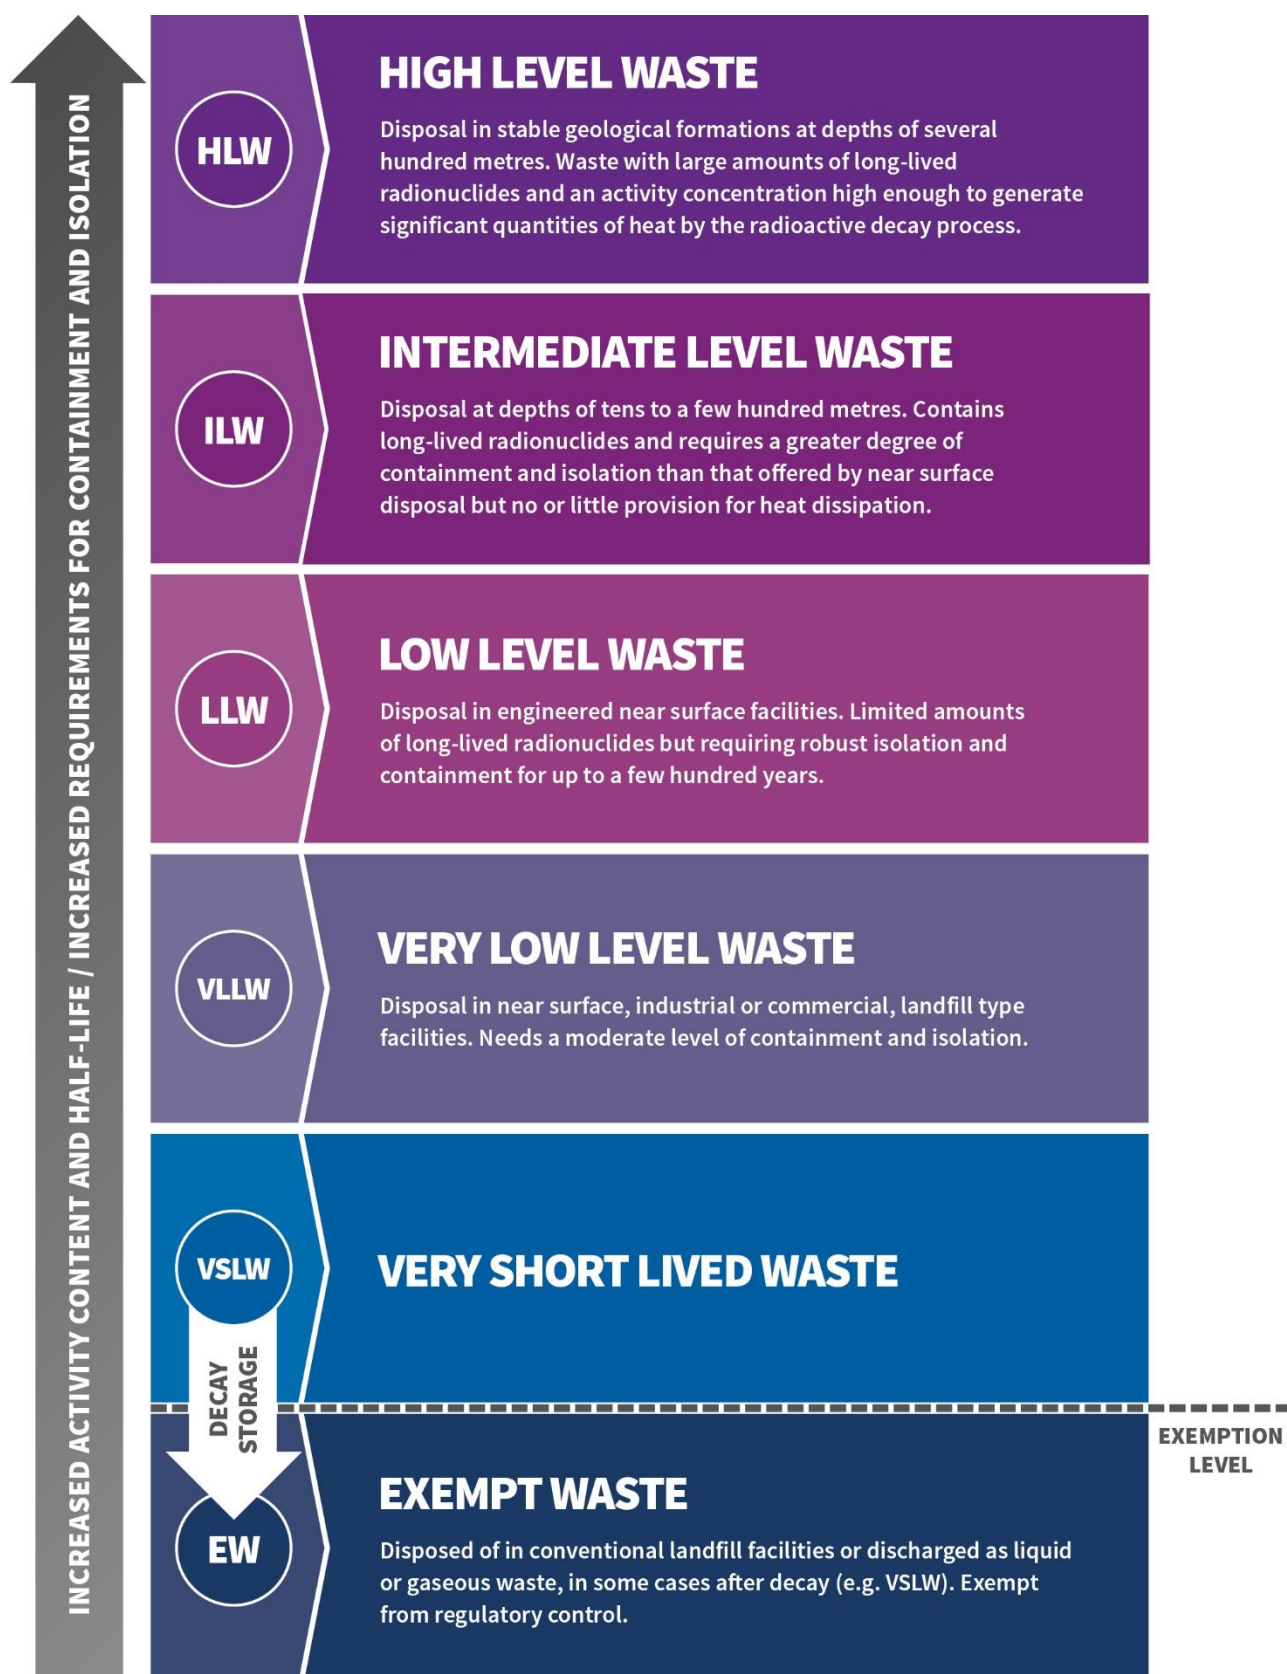 INCREASED ACTIVITY CONTENT AND HALF-LIFE / INCREASED REQUIREMENTS FOR CONTAINMENT AND ISOLATION
HLW
HIGH LEVEL WASTE
Disposal in stable geological formations at depths of several
hundred metres. Waste with large amounts of long-lived
radionuclides and an activity concentration high enough to generate
significant quantities of heat by the radioactive decay process.
ILW
INTERMEDIATE LEVEL WASTE
Disposal at depths of tens to a few hundred metres. Contains
long-lived radionuclides and requires a greater degree of
containment and isolation than that offered by near surface
disposal but no or little provision for heat dissipation.
LLW
LOW LEVEL WASTE
Disposal in engineered near surface facilities. Limited amounts
of long-lived radionuclides but requiring robust isolation and
containment for up to a few hundred years.
VLLW
VERY LOW LEVEL WASTE
Disposal in near surface, industrial or commercial, landfill type
facilities. Needs a moderate level of containment and isolation.
VSLW
VERY SHORT LIVED WASTE
DECAY
STORAGE
EXEMPTION
LEVEL
EW
EXEMPT WASTE
Disposed of in conventional landfill facilities or discharged as liquid
or gaseous waste, in some cases after decay (e.g. VSLW). Exempt
from regulatory control.